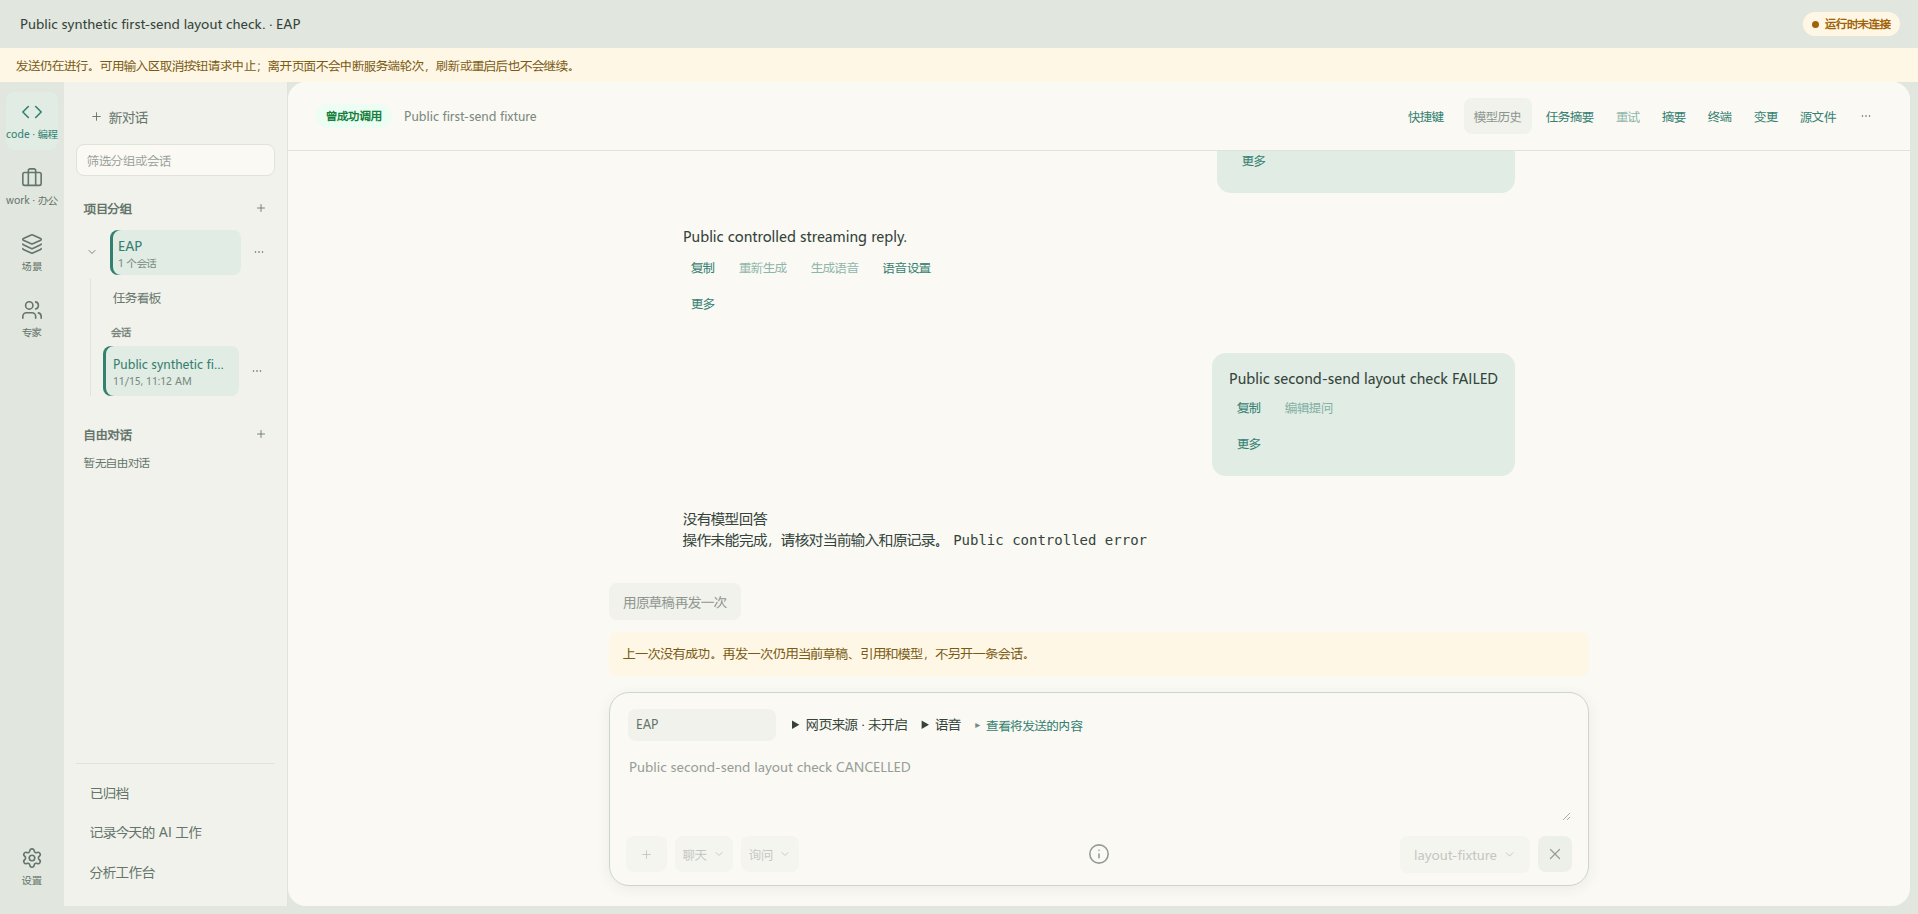 Public synthetic first-send layout check. · EAP
运行时未连接
发送仍在进行。可用输入区取消按钮请求中止；离开页面不会中断服务端轮次，刷新或重启后也不会继续。
code · 编程
work · 办公
场景
专家
设置
+ 新对话
筛选分组或会话
项目分组 +
EAP
1 个会话
...
任务看板
会话
Public synthetic fi...
11/15, 11:12 AM
...
自由对话 +
暂无自由对话
已归档
记录今天的 AI 工作
分析工作台
曾成功调用 Public first-send fixture
快捷键 模型历史 任务摘要 重试 摘要 终端 变更 源文件 ...
更多
Public controlled streaming reply.
复制 重新生成 生成语音 语音设置
更多
Public second-send layout check FAILED
复制 编辑提问
更多
没有模型回答
操作未能完成，请核对当前输入和原记录。 Public controlled error
用原草稿再发一次
上一次没有成功。再发一次仍用当前草稿、引用和模型，不另开一条会话。
EAP ▶ 网页来源 · 未开启 ▶ 语音 ▸ 查看将发送的内容
Public second-send layout check CANCELLED
+ 聊天 询问 layout-fixture